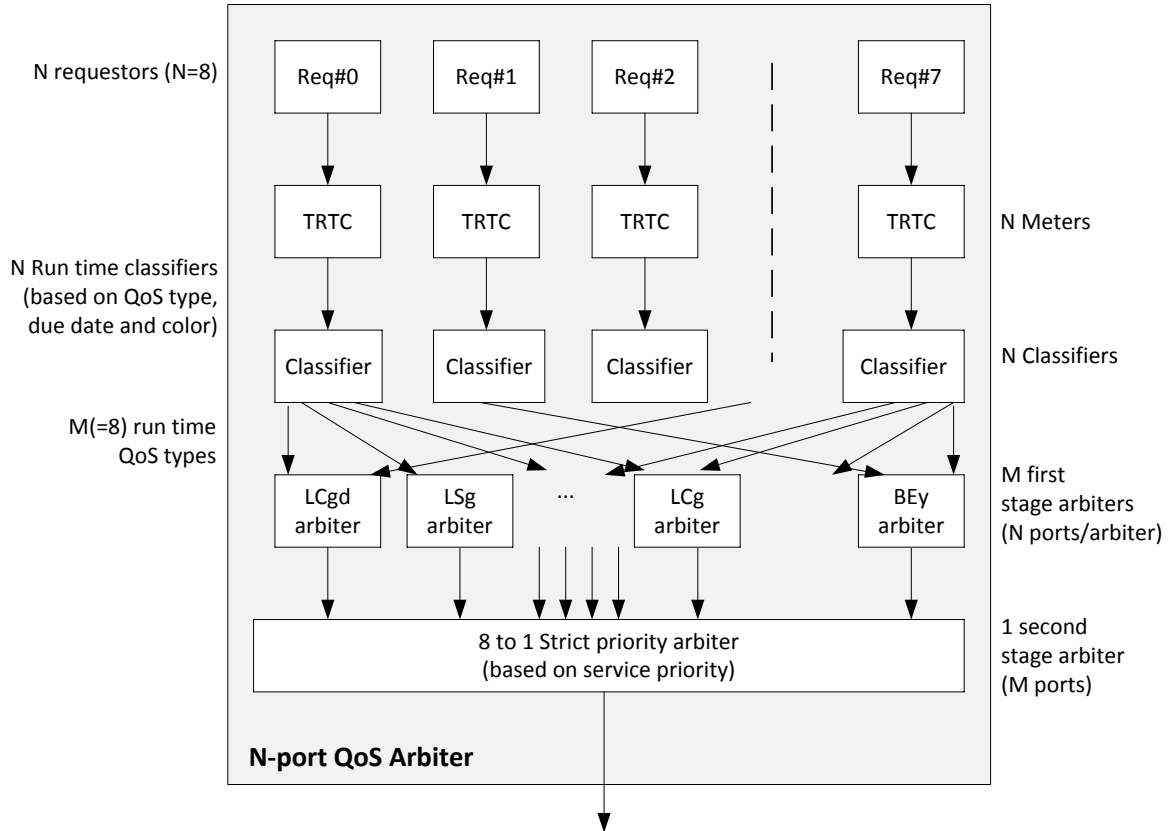 N requestors (N=8)
Req#0
Req#1
Req#2
Req#7
TRTC
TRTC
TRTC
TRTC
N Meters
N Run time classifiers
(based on QoS type,
due date and color)
Classifier
Classifier
Classifier
Classifier
N Classifiers
M(=8) run time
QoS types
LCgd
arbiter
LSg
arbiter
...
LCg
arbiter
BEy
arbiter
M first
stage arbiters
(N ports/arbiter)
8 to 1 Strict priority arbiter
(based on service priority)
1 second
stage arbiter
(M ports)
N-port QoS Arbiter